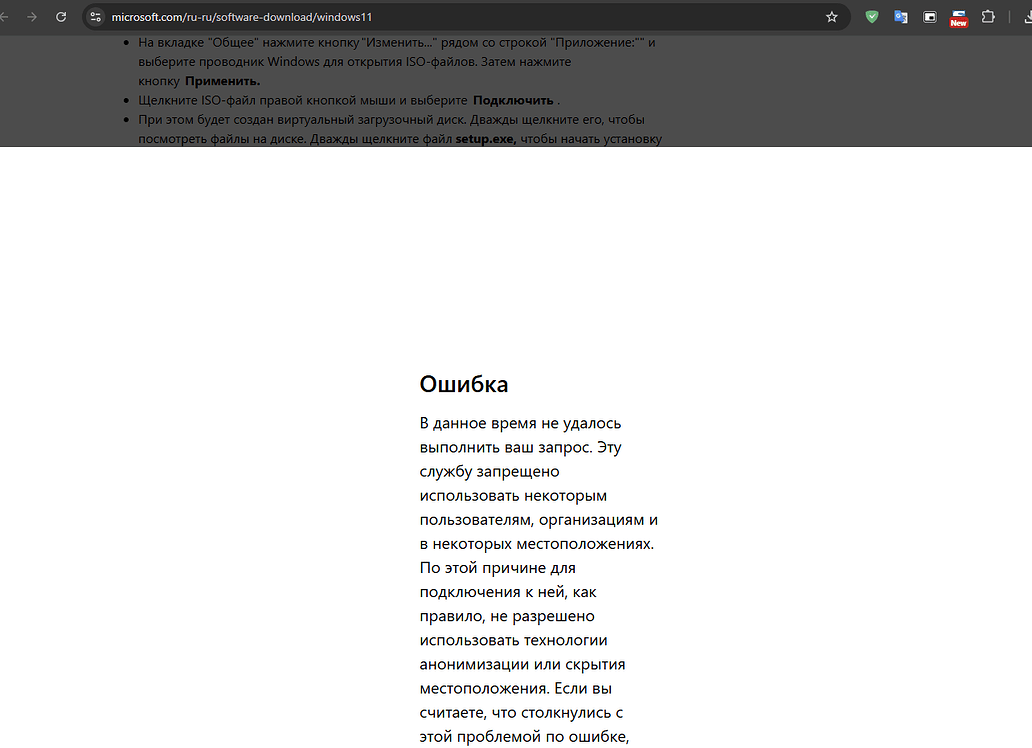 microsoft.com/ru-ru/software-download/windows11
New
На вкладке "Общее" нажмите кнопку "Изменить..." рядом со строкой "Приложение:"" и
выберите проводник Windows для открытия ISO-файлов. Затем нажмите
кнопку Применить.
Щелкните ISO-файл правой кнопкой мыши и выберите Подключить .
При этом будет создан виртуальный загрузочный диск. Дважды щелкните его, чтобы
посмотреть файлы на диске. Дважды щелкните файл setup.exe, чтобы начать установку
Ошибка
В данное время не удалось
выполнить ваш запрос. Эту
службу запрещено
использовать некоторым
пользователям, организациям и
в некоторых местоположениях.
По этой причине для
подключения к ней, как
правило, не разрешено
использовать технологии
анонимизации или скрытия
местоположения. Если вы
считаете, что столкнулись с
этой проблемой по ошибке,